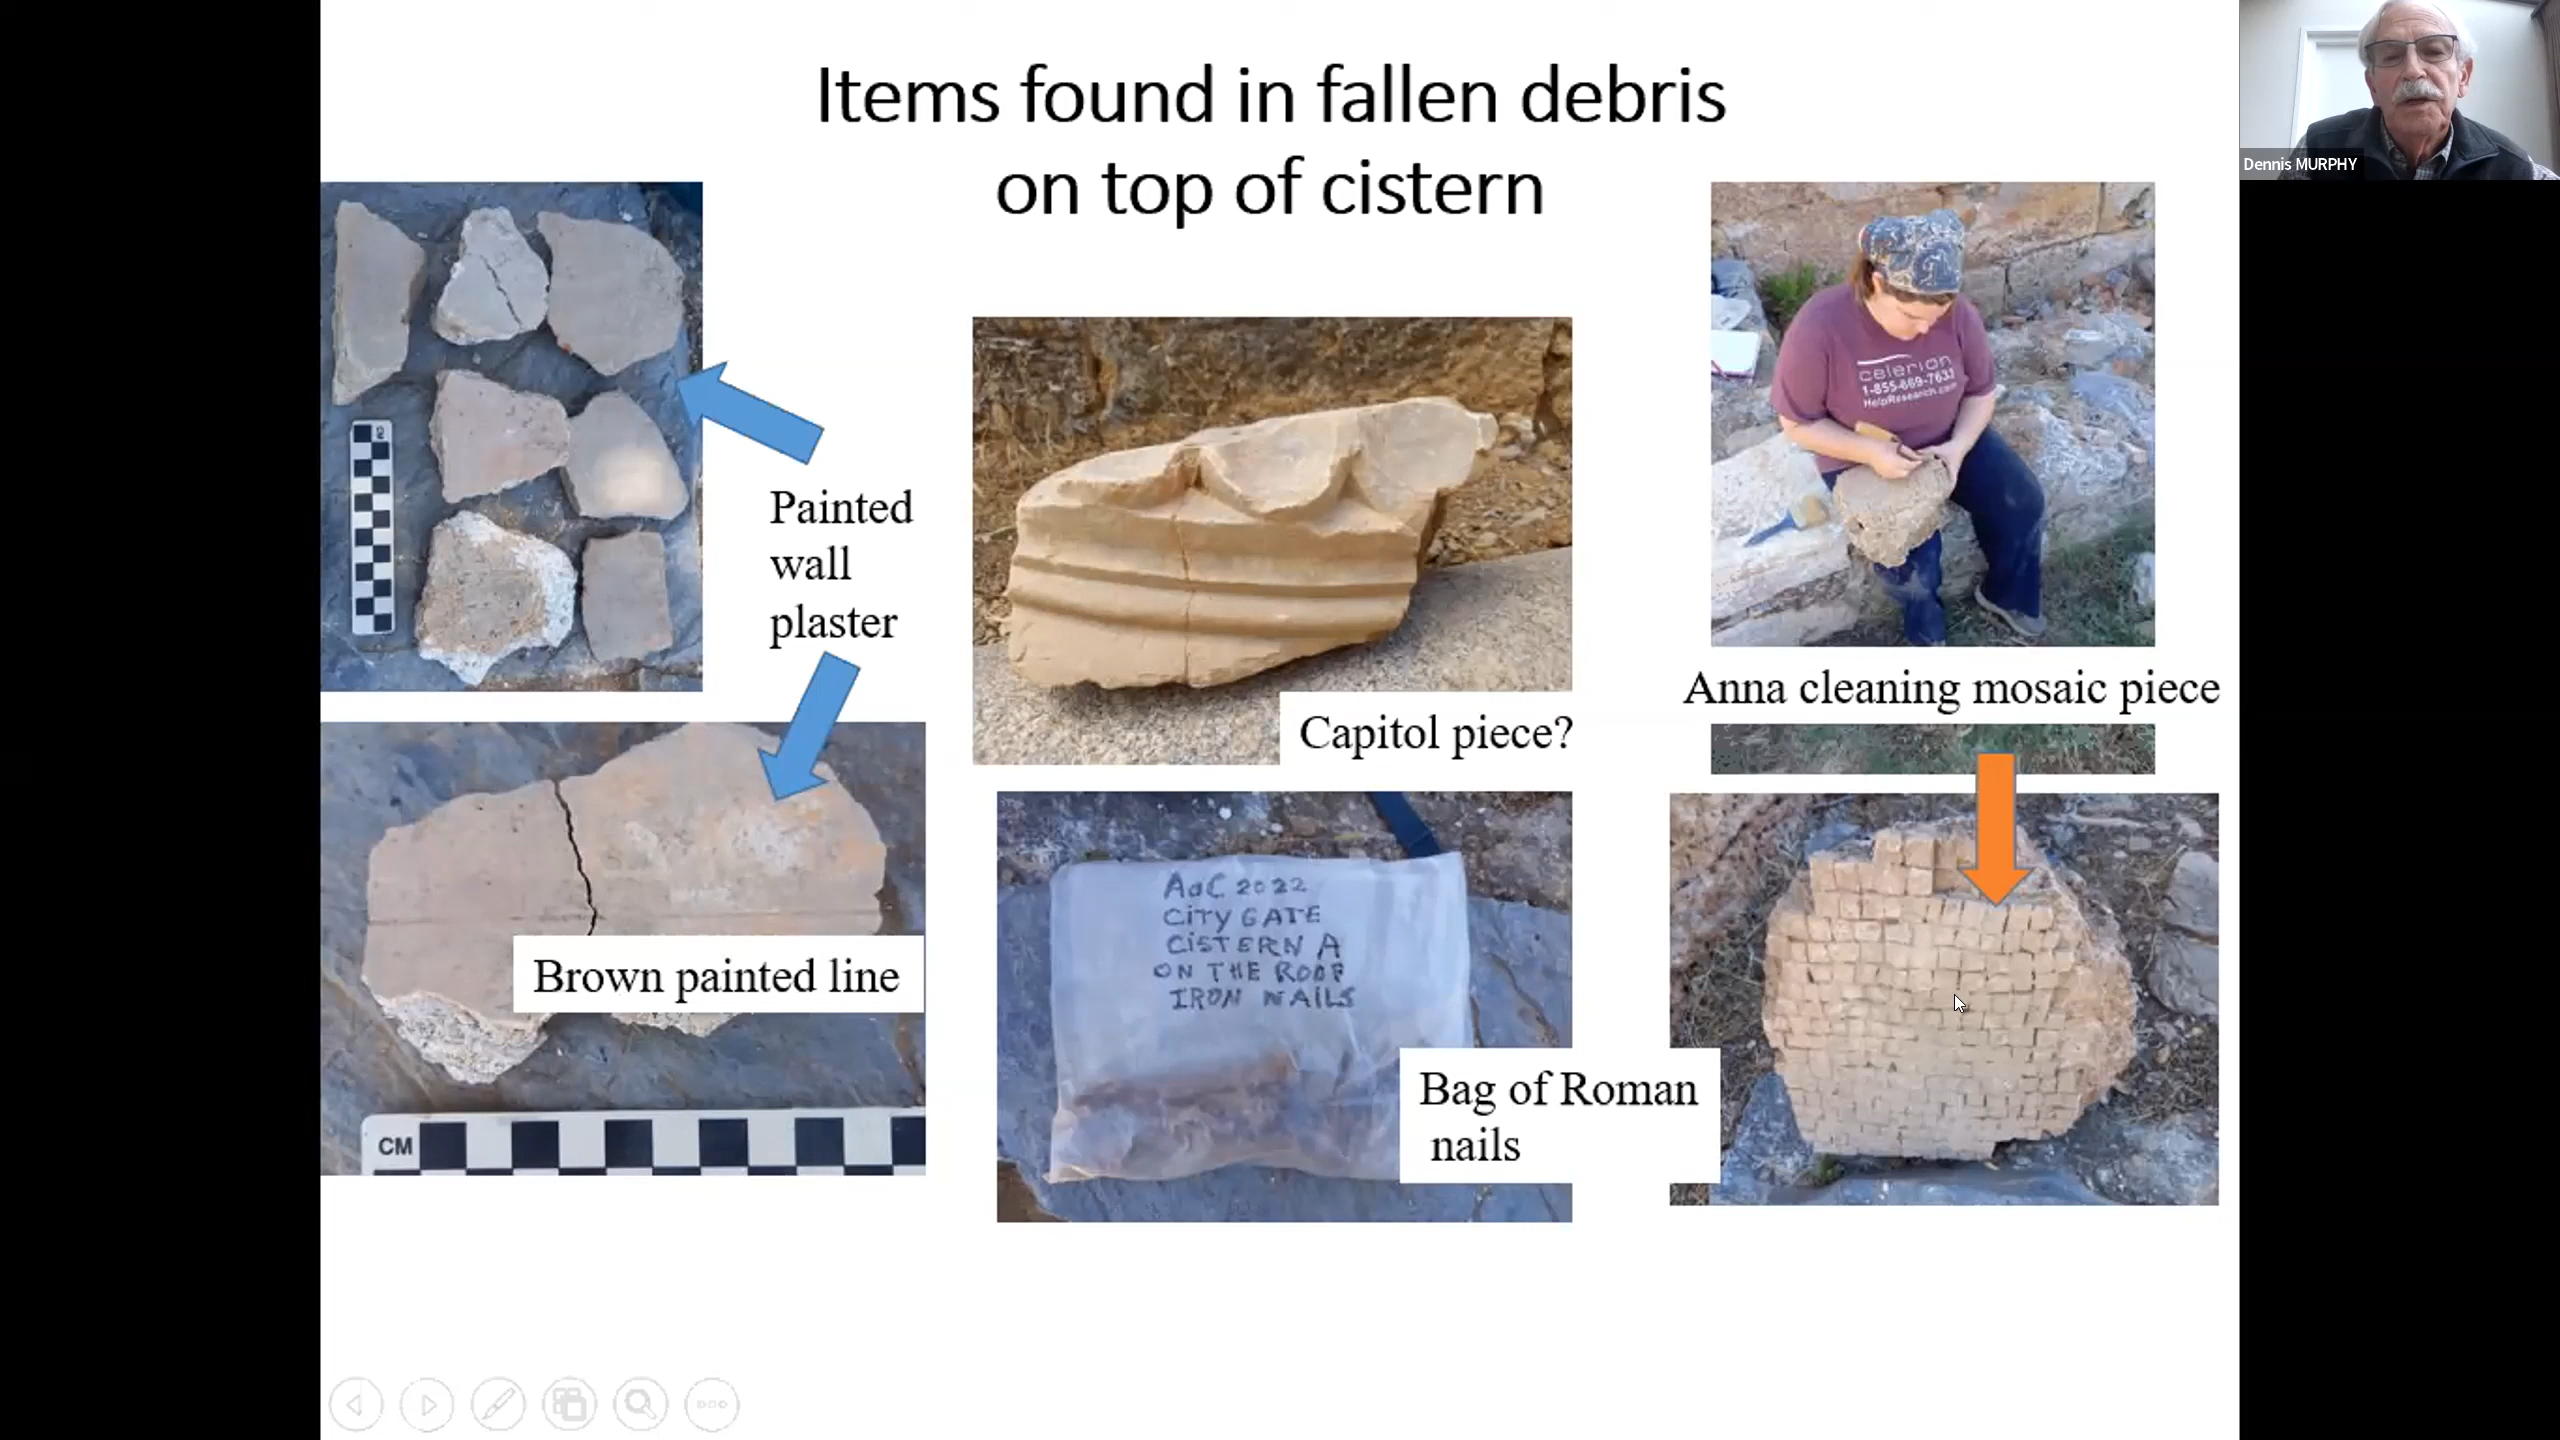 Items found in fallen debris
on top of cistern
Dennis MURPHY
Painted
wall
plaster
Brown painted line
CM
Capitol piece?
AaC 2022
CITY GATE
CISTERN A
ON THE ROOF
IRON NAILS
Bag of Roman
nails
celerion
1-855-669-7633
HelpResearch.com
Anna cleaning mosaic piece